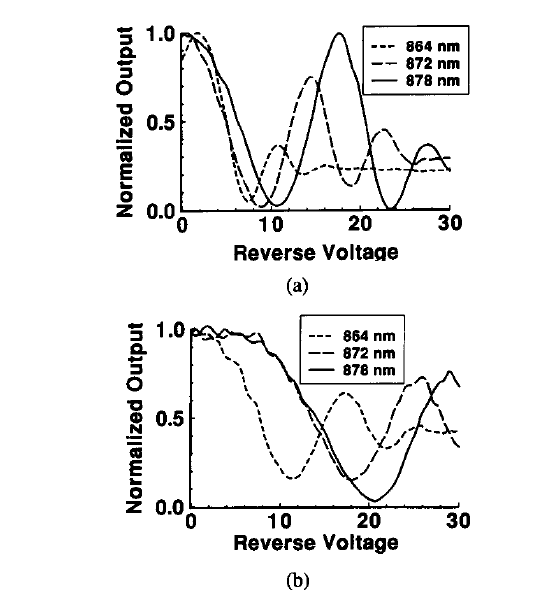 Normalized Output
1.0
0.5
0.0
0
10
20
30
Reverse Voltage
864 nm
872 nm
878 nm
(a)
Normalized Output
1.0
0.5
0.0
0
10
20
30
Reverse Voltage
864 nm
872 nm
878 nm
(b)